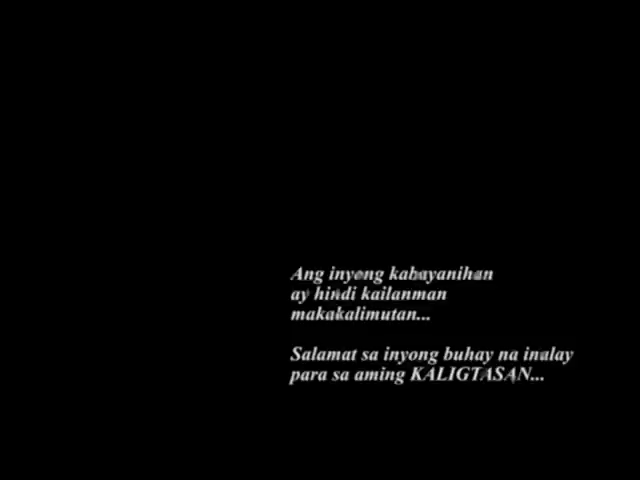 Ang inyong kabayanihan
ay hindi kailanman
makakalimutan...
Salamat sa inyong buhay na inalay
para sa aming KALIGTASAN...